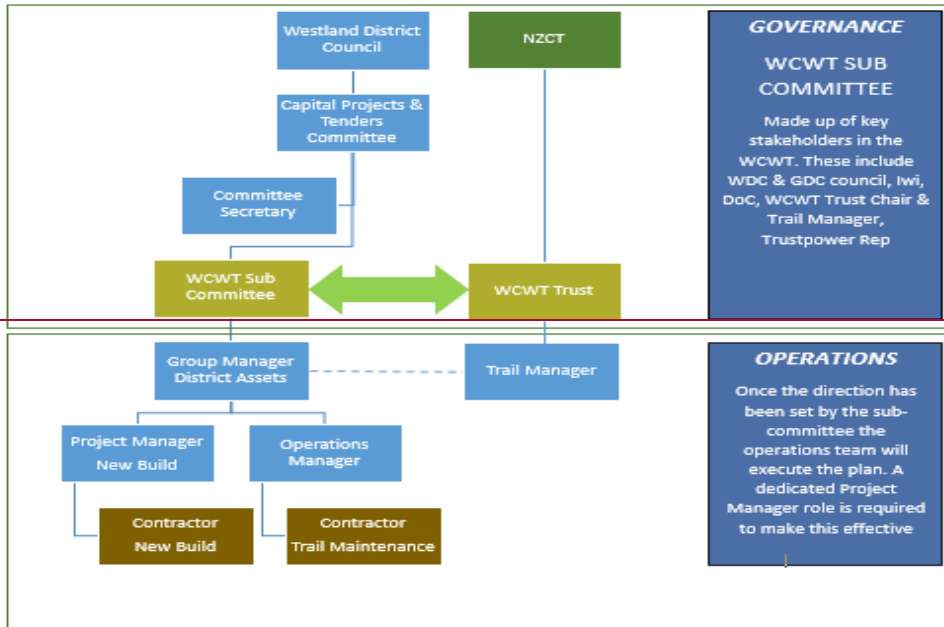 Westland District
Council
NZCT
Capital Projects &
Tenders
Committee
Committee
Secretary
WCWT Sub
Committee
WCWT Trust
GOVERNANCE
WCWT SUB
COMMITTEE
Made up of key
stakeholders in the
WCWT. These include
WDC & GDC council, Iwi,
DoC, WCWT Trust Chair &
Trail Manager,
Trustpower Rep
Group Manager
District Assets
Trail Manager
Project Manager
New Build
Operations
Manager
Contractor
New Build
Contractor
Trail Maintenance
OPERATIONS
Once the direction has
been set by the sub-
committee the
operations team will
execute the plan. A
dedicated Project
Manager role is required
to make this effective